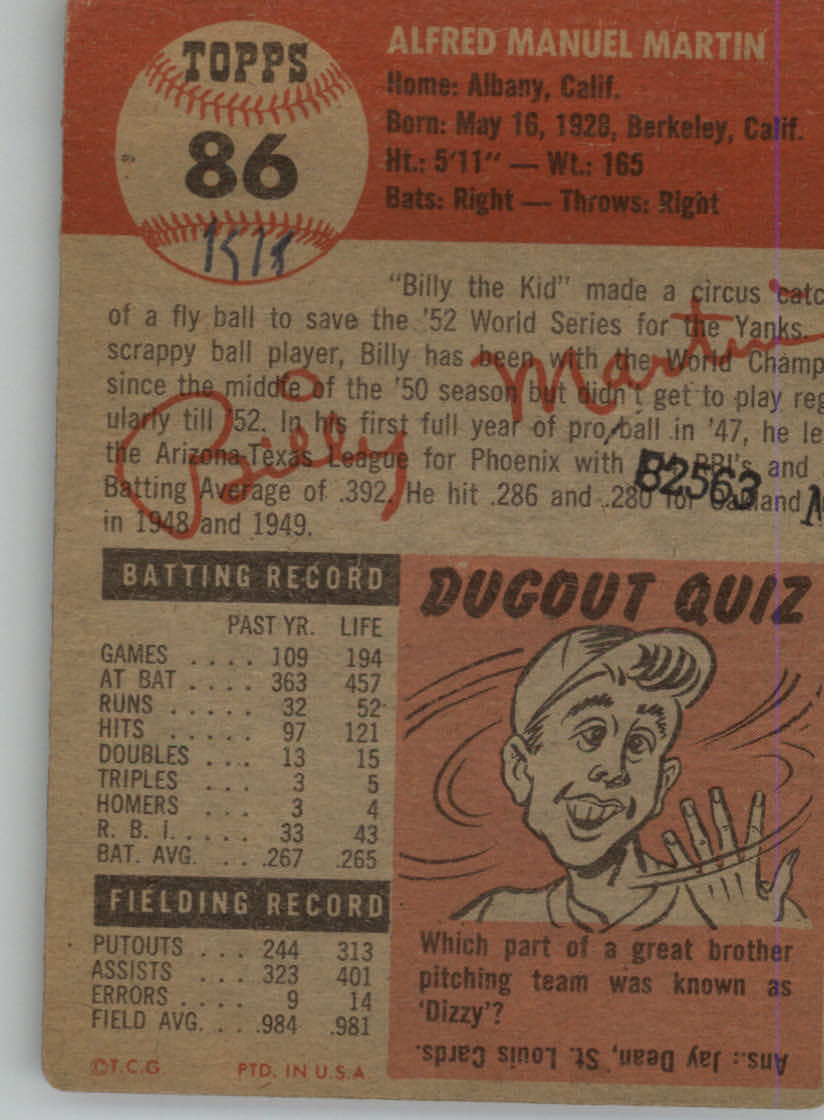 TOPPS
86
1513
ALFRED MANUEL MARTIN
Home: Albany, Calif.
Born: May 16, 1928, Berkeley, Calif.
Ht.: 5'11" — Wt.: 165
Bats: Right — Throws: Right
"Billy the Kid" made a circus catc
of a fly ball to save the '52 World Series for the Yanks.
scrappy ball player, Billy has been with the World Champ
since the middle of the '50 season but didn't get to play reg
ularly till '52. In his first full year of pro ball in '47, he le
the Arizona-Texas League for Phoenix with RBI's and
Batting Average of .392. He hit .286 and .280 for Oakland
in 1948 and 1949.
Billy Martin
B2563
BATTING RECORD
PAST YR. LIFE
GAMES .... 109 194
AT BAT .... 363 457
RUNS ..... 32 52
HITS ..... 97 121
DOUBLES ... 13 15
TRIPLES ... 3 5
HOMERS ... 3 4
R. B. I. .... 33 43
BAT. AVG. ... .267 .265
FIELDING RECORD
PUTOUTS ... 244 313
ASSISTS ... 323 401
ERRORS .... 9 14
FIELD AVG. ... .984 .981
©T.C.G. PTD. IN U.S.A
DUGOUT QUIZ
Which part of a great brother
pitching team was known as
'Dizzy'?
Ans.: Jay Dean, St. Louis Cards.